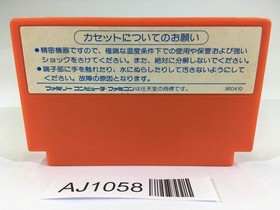 カセットについてのお願い
●精密機器ですので、極端な温度条件下での使用や保管および強い
ショックをさけてください。また、絶対に分解しないでください。
●端子部に手を触れたり、水にぬらしたりして汚さないようにして
ください。故障の原因となります。
ファミリーコンピュータ・ファミコンは任天堂の商標です。
860410
AJ1058